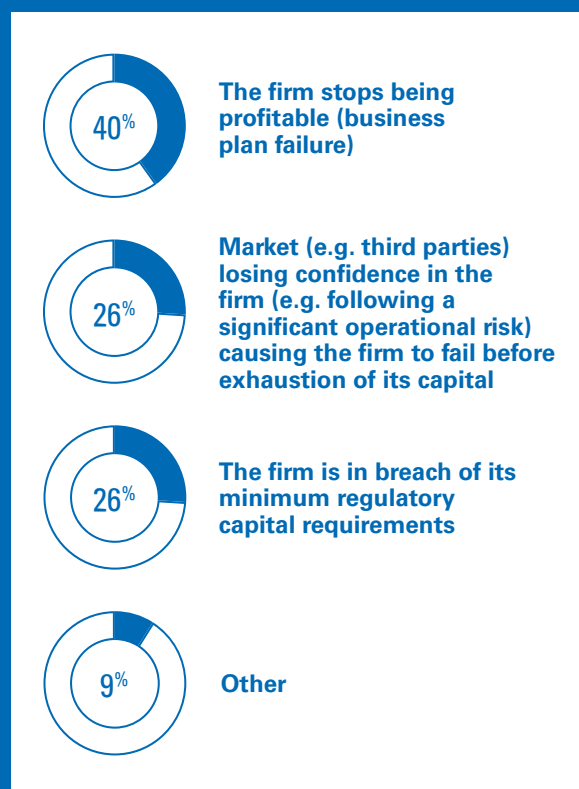 40%
The firm stops being
profitable (business
plan failure)
26%
Market (e.g. third parties)
losing confidence in the
firm (e.g. following a
significant operational risk)
causing the firm to fail before
exhaustion of its capital
26%
The firm is in breach of its
minimum regulatory
capital requirements
9%
Other